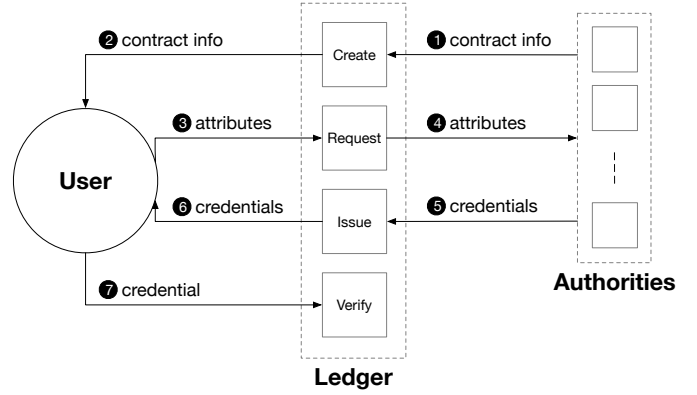 ❷ contract info
Create
❶ contract info
❸ attributes
Request
❹ attributes
User
❻ credentials
Issue
❺ credentials
Authorities
❼ credential
Verify
Ledger